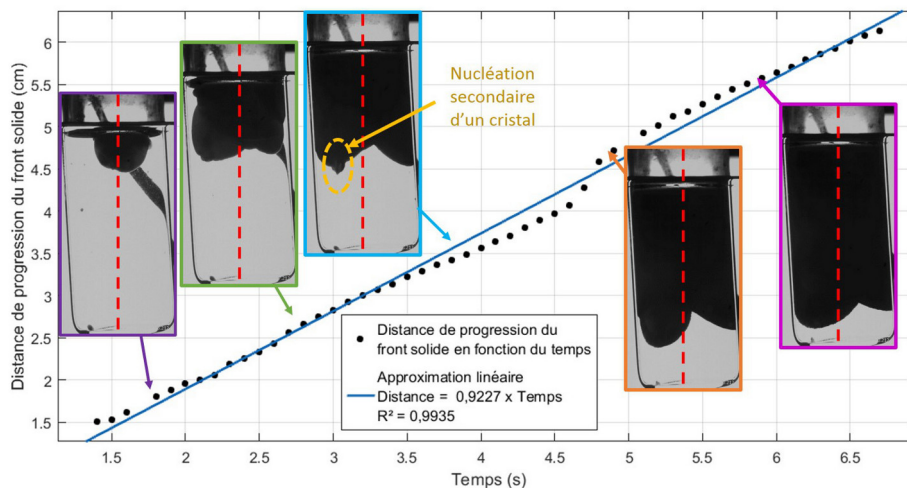 Distance de progression du front solide (cm)
6
5.5
5
4.5
4
3.5
3
2.5
2
1.5
Nucléation
secondaire
d'un cristal
Distance de progression du
front solide en fonction du temps
Approximation linéaire
Distance =  0,9227 x Temps
R² = 0,9935
1.5
2
2.5
3
3.5
4
4.5
5
5.5
6
6.5
Temps (s)